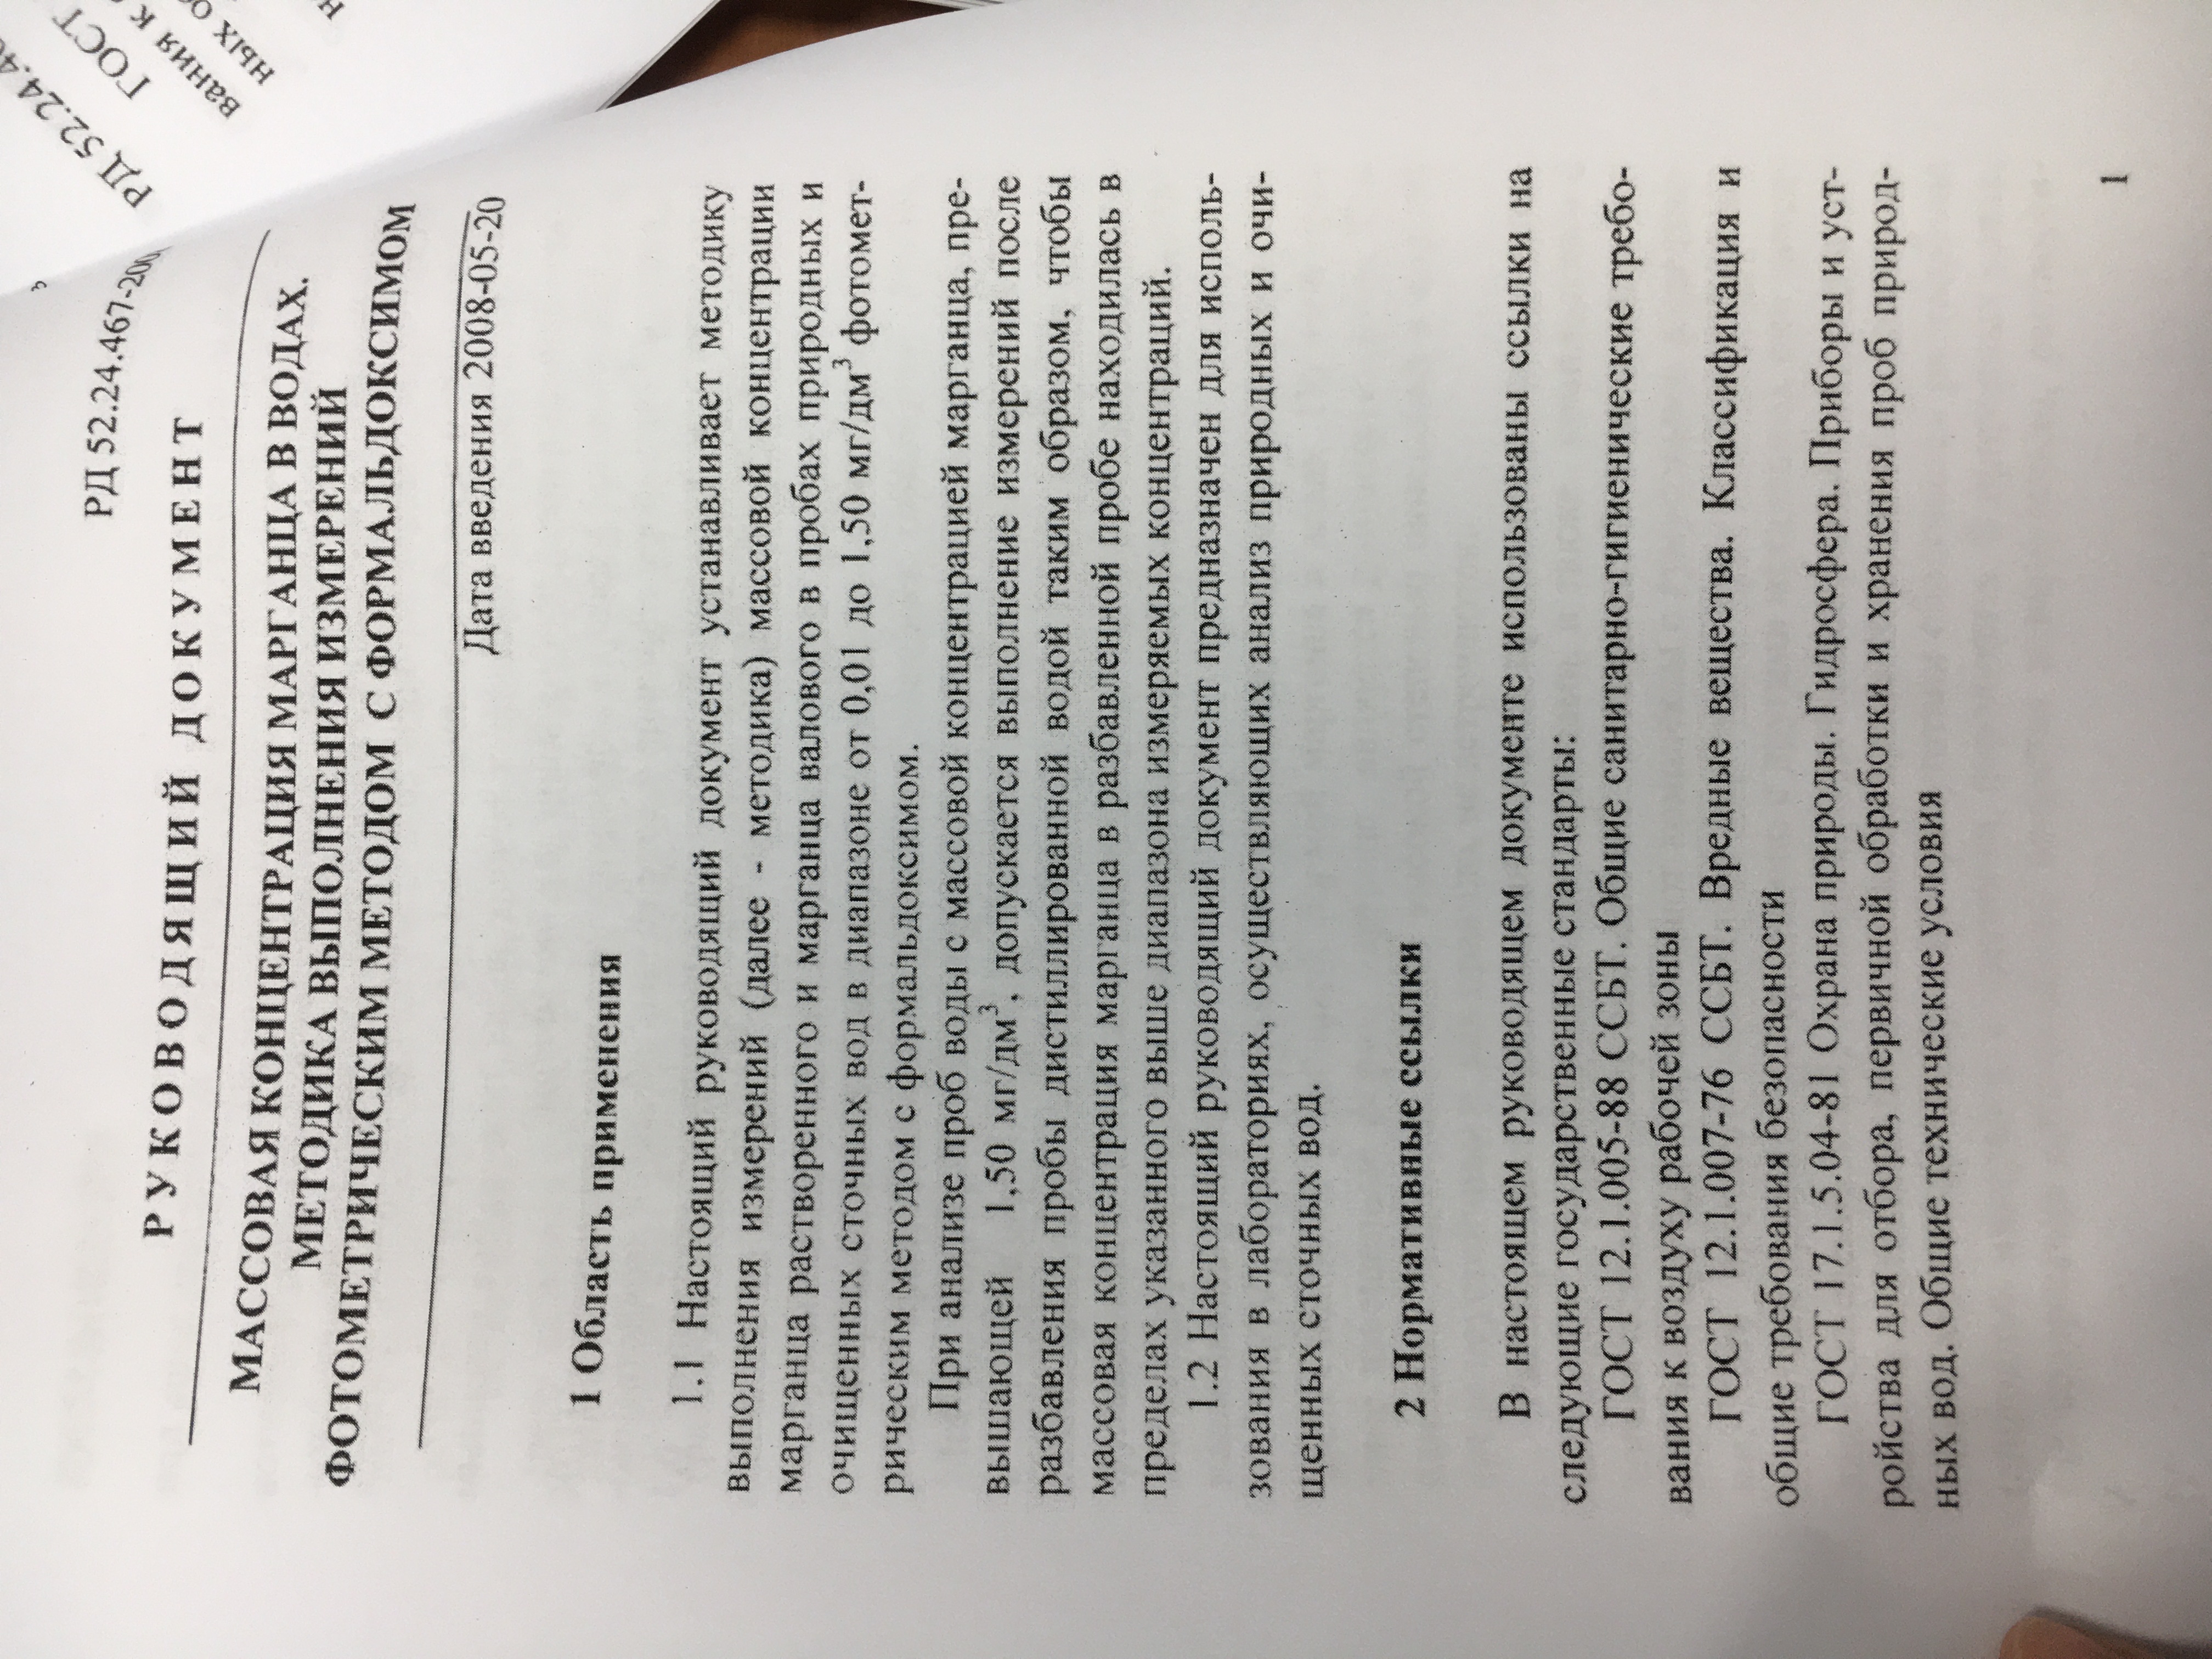 РД 52.24.4
ГОСТ
вания к
ных
РД 52.24.467-200
РУКОВОДЯЩИЙ ДОКУМЕНТ
МАССОВАЯ КОНЦЕНТРАЦИЯ МАРГАНЦА В ВОДАХ.
МЕТОДИКА ВЫПОЛНЕНИЯ ИЗМЕРЕНИЙ
ФОТОМЕТРИЧЕСКИМ МЕТОДОМ С ФОРМАЛЬДОКСИМОМ
Дата введения 2008-05-20
1 Область применения
1.1 Настоящий руководящий документ устанавливает методику
выполнения измерений (далее - методика) массовой концентрации
марганца растворенного и марганца валового в пробах природных и
очищенных сточных вод в диапазоне от 0,01 до 1,50 мг/дм³ фотомет-
рическим методом с формальдоксимом.
При анализе проб воды с массовой концентрацией марганца, пре-
вышающей 1,50 мг/дм³, допускается выполнение измерений после
разбавления пробы дистиллированной водой таким образом, чтобы
массовая концентрация марганца в разбавленной пробе находилась в
пределах указанного выше диапазона измеряемых концентраций.
1.2 Настоящий руководящий документ предназначен для исполь-
зования в лабораториях, осуществляющих анализ природных и очи-
щенных сточных вод.
2 Нормативные ссылки
В настоящем руководящем документе использованы ссылки на
следующие государственные стандарты:
ГОСТ 12.1.005-88 ССБТ. Общие санитарно-гигиенические требо-
вания к воздуху рабочей зоны
ГОСТ 12.1.007-76 ССБТ. Вредные вещества. Классификация и
общие требования безопасности
ГОСТ 17.1.5.04-81 Охрана природы. Гидросфера. Приборы и уст-
ройства для отбора, первичной обработки и хранения проб природ-
ных вод. Общие технические условия
1